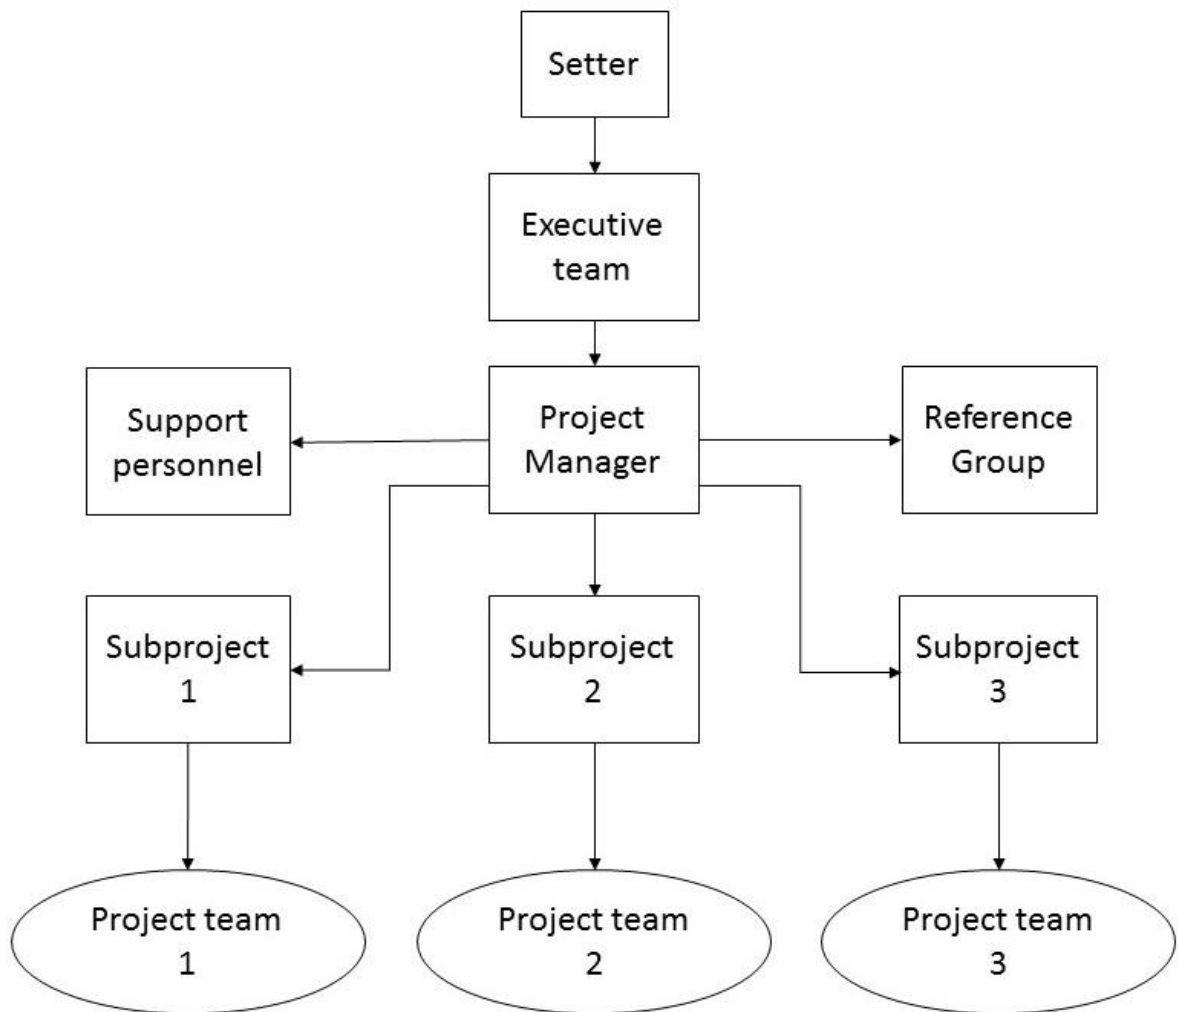 Setter
Executive
team
Support
personnel
Project
Manager
Reference
Group
Subproject
1
Subproject
2
Subproject
3
Project team
1
Project team
2
Project team
3